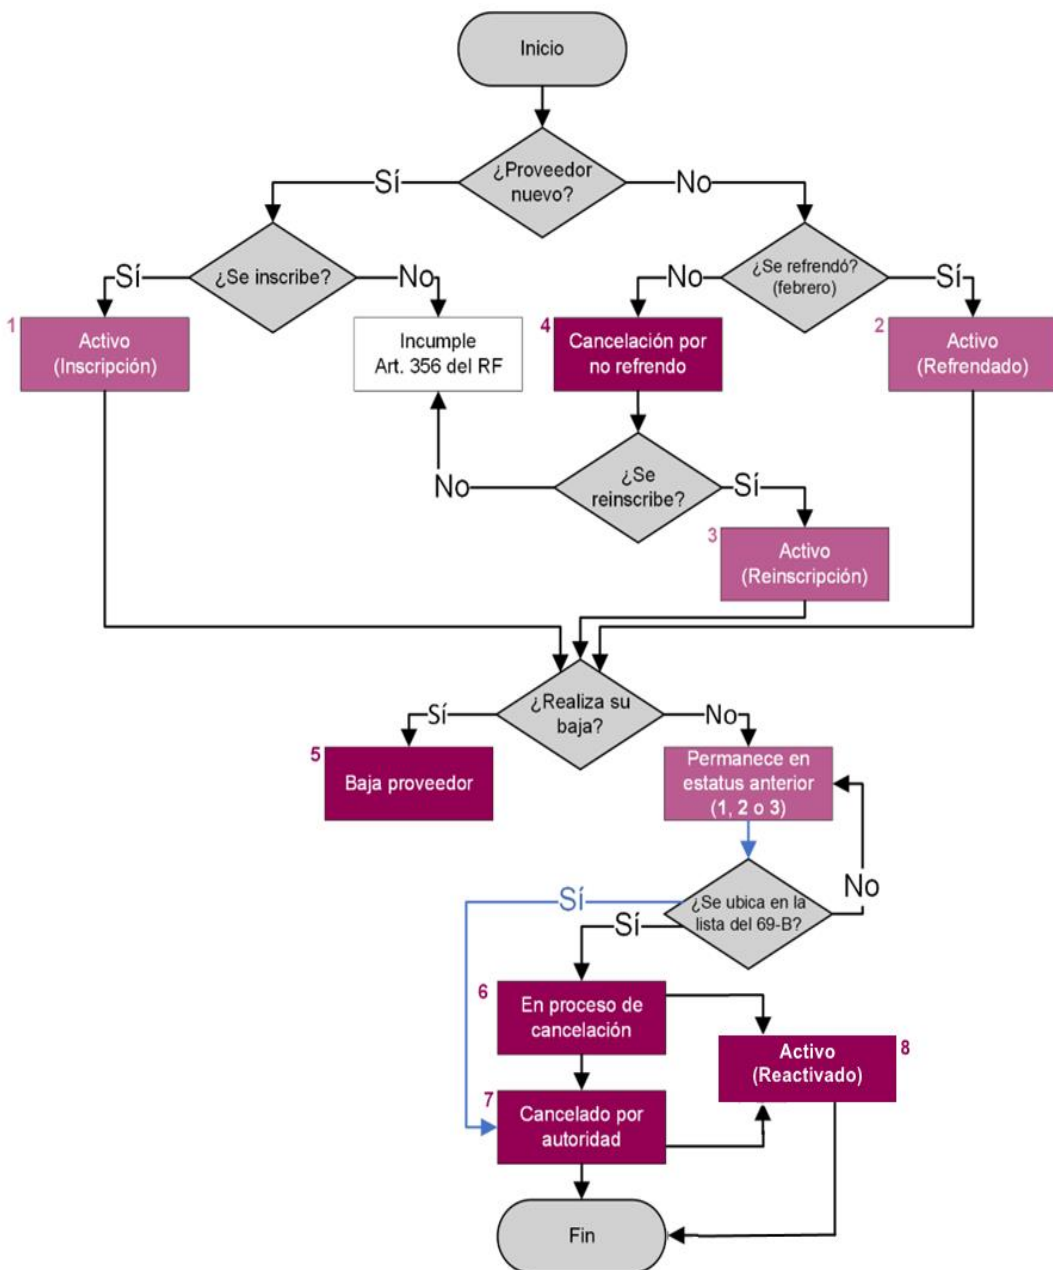 Inicio
¿Proveedor
nuevo?
Sí
No
¿Se inscribe?
Sí
No
¿Se refrendó?
(febrero)
No
Sí
1
Activo
(Inscripción)
Incumple
Art. 356 del RF
4
Cancelación por
no refrendo
2
Activo
(Refrendado)
¿Se
reinscribe?
No
Sí
3
Activo
(Reinscripción)
¿Realiza su
baja?
Sí
No
5
Baja proveedor
Permanece en
estatus anterior
(1, 2 o 3)
¿Se ubica en la
lista del 69-B?
Sí
Sí
No
6
En proceso de
cancelación
8
Activo
(Reactivado)
7
Cancelado por
autoridad
Fin